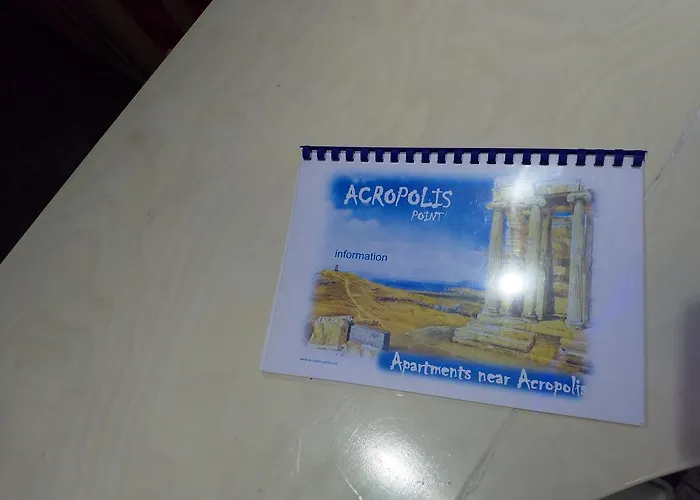 ACROPOLIS
POINT
information
Apartments near Acropolis